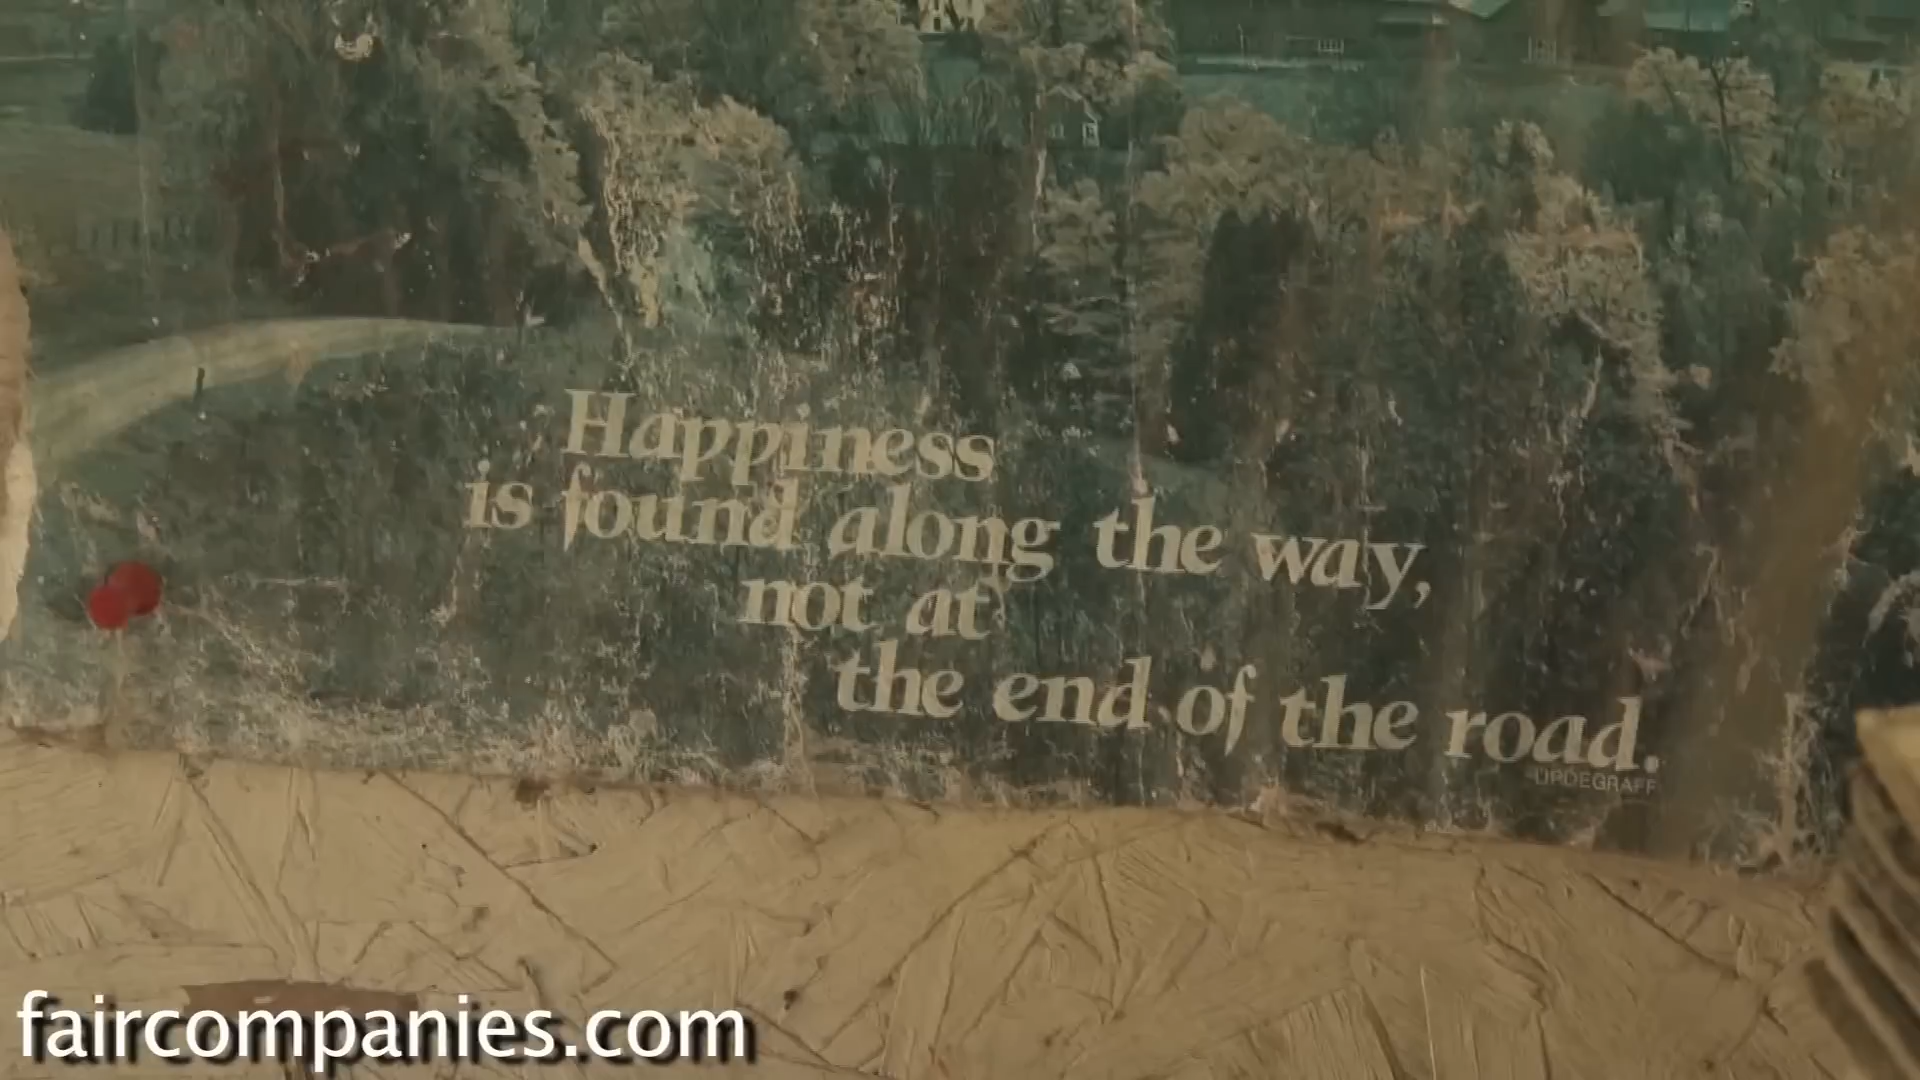 Happiness
is found along the way,
not at
the end of the road.
UPDEGRAFF
faircompanies.com